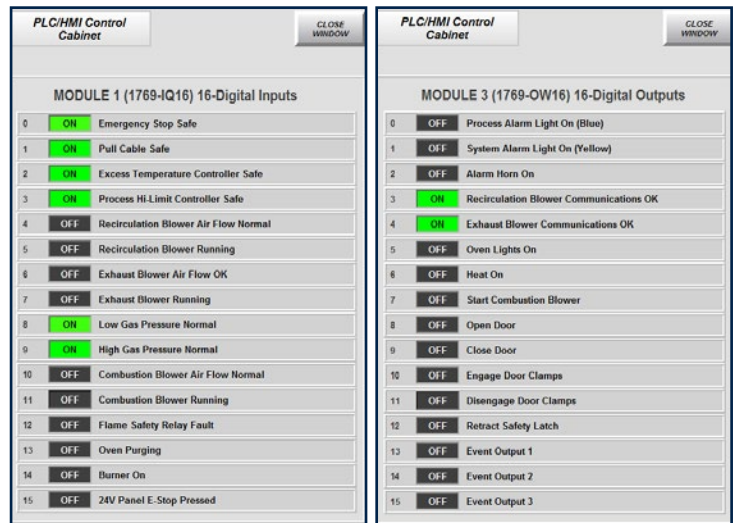 PLC/HMI Control
Cabinet
CLOSE
WINDOW
MODULE 1 (1769-IQ16) 16-Digital Inputs
0 ON Emergency Stop Safe
1 ON Pull Cable Safe
2 ON Excess Temperature Controller Safe
3 ON Process Hi-Limit Controller Safe
4 OFF Recirculation Blower Air Flow Normal
5 OFF Recirculation Blower Running
6 OFF Exhaust Blower Air Flow OK
7 OFF Exhaust Blower Running
8 ON Low Gas Pressure Normal
9 ON High Gas Pressure Normal
10 OFF Combustion Blower Air Flow Normal
11 OFF Combustion Blower Running
12 OFF Flame Safety Relay Fault
13 OFF Oven Purging
14 OFF Burner On
15 OFF 24V Panel E-Stop Pressed
PLC/HMI Control
Cabinet
CLOSE
WINDOW
MODULE 3 (1769-OW16) 16-Digital Outputs
0 OFF Process Alarm Light On (Blue)
1 OFF System Alarm Light On (Yellow)
2 OFF Alarm Horn On
3 ON Recirculation Blower Communications OK
4 ON Exhaust Blower Communications OK
5 OFF Oven Lights On
6 OFF Heat On
7 OFF Start Combustion Blower
8 OFF Open Door
9 OFF Close Door
10 OFF Engage Door Clamps
11 OFF Disengage Door Clamps
12 OFF Retract Safety Latch
13 OFF Event Output 1
14 OFF Event Output 2
15 OFF Event Output 3